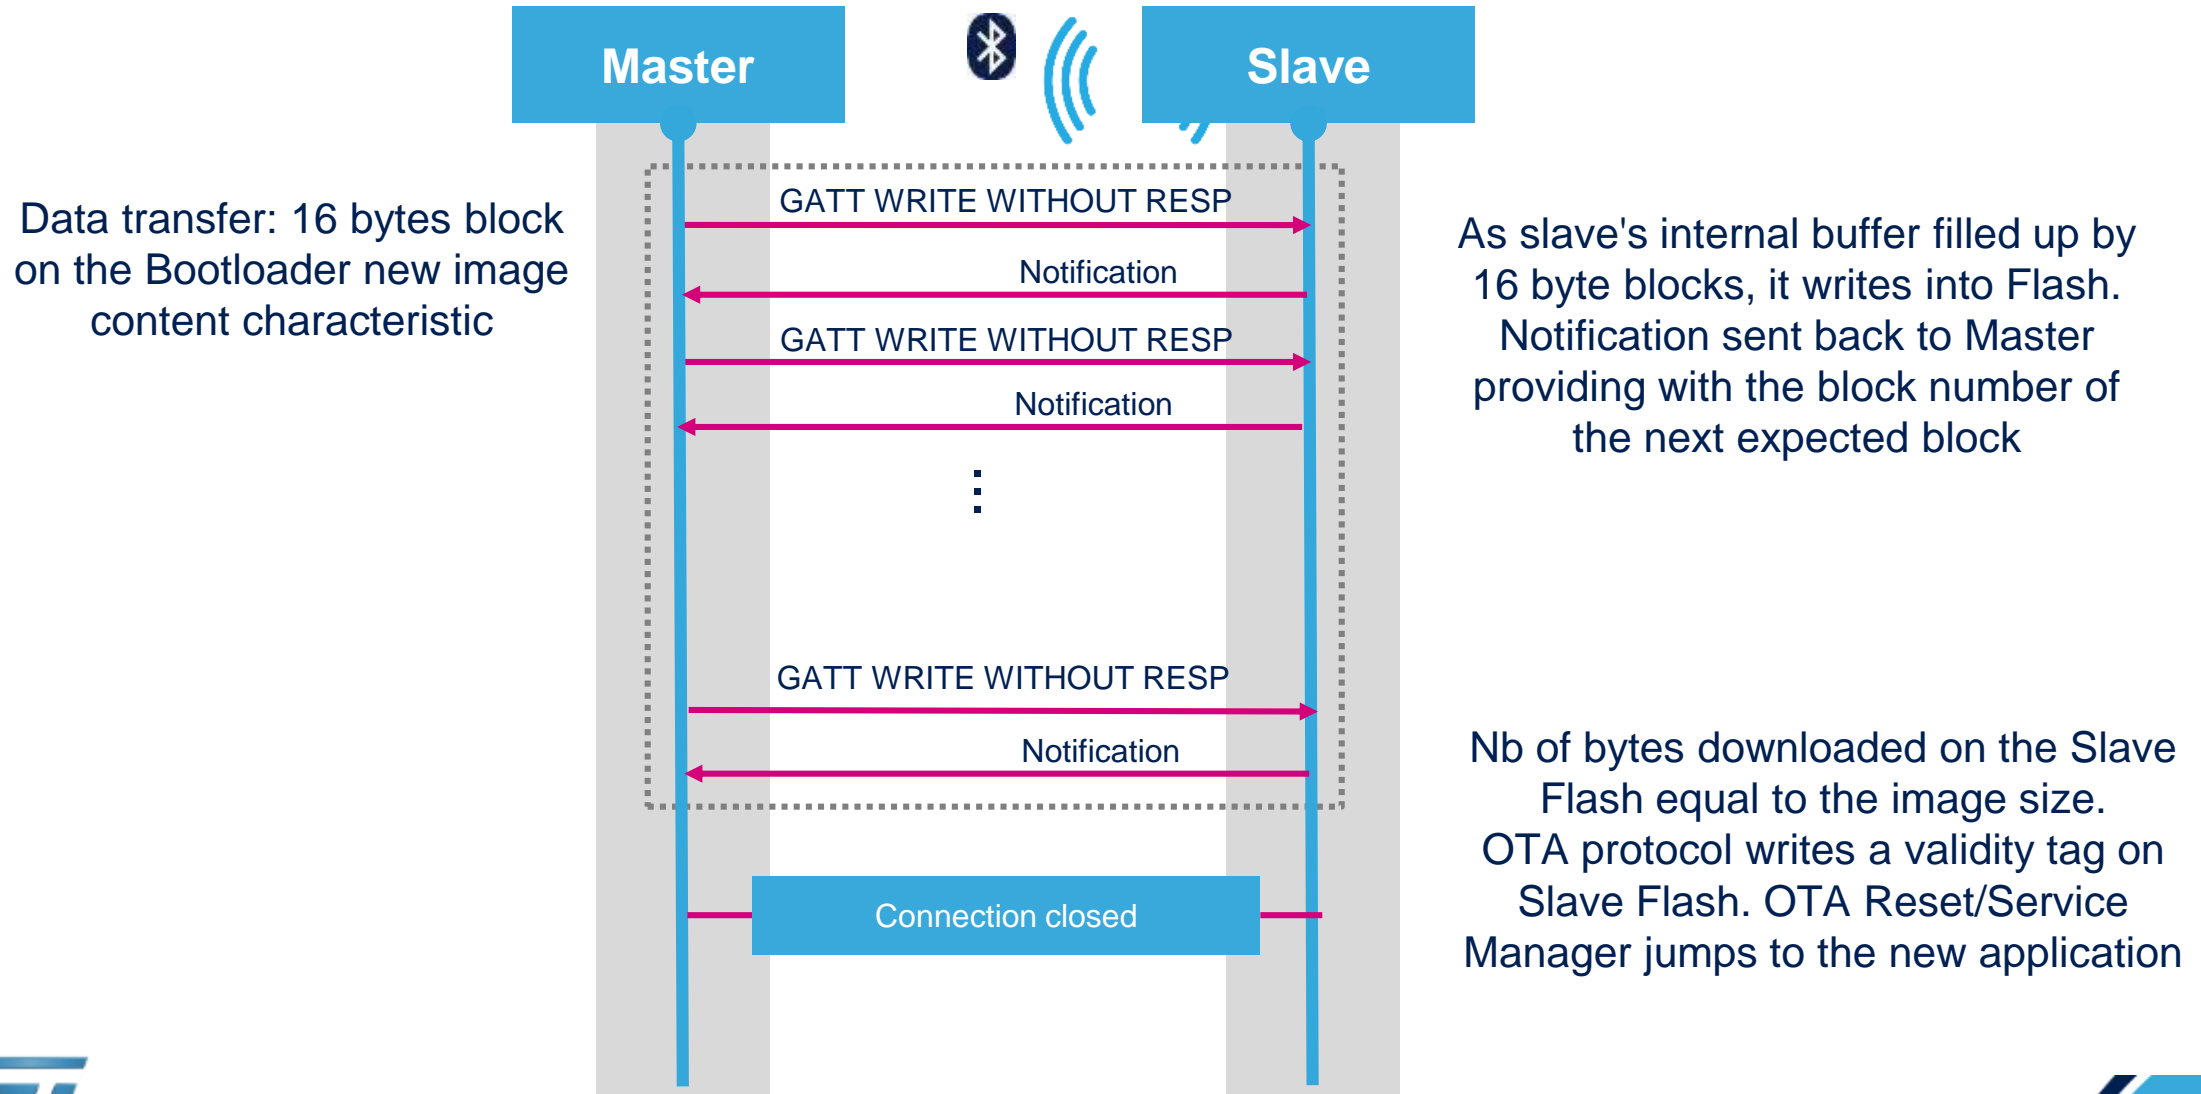 Master
Slave
Data transfer: 16 bytes block
on the Bootloader new image
content characteristic
GATT WRITE WITHOUT RESP
Notification
GATT WRITE WITHOUT RESP
Notification
As slave's internal buffer filled up by
16 byte blocks, it writes into Flash.
Notification sent back to Master
providing with the block number of
the next expected block
GATT WRITE WITHOUT RESP
Notification
Connection closed
Nb of bytes downloaded on the Slave
Flash equal to the image size.
OTA protocol writes a validity tag on
Slave Flash. OTA Reset/Service
Manager jumps to the new application